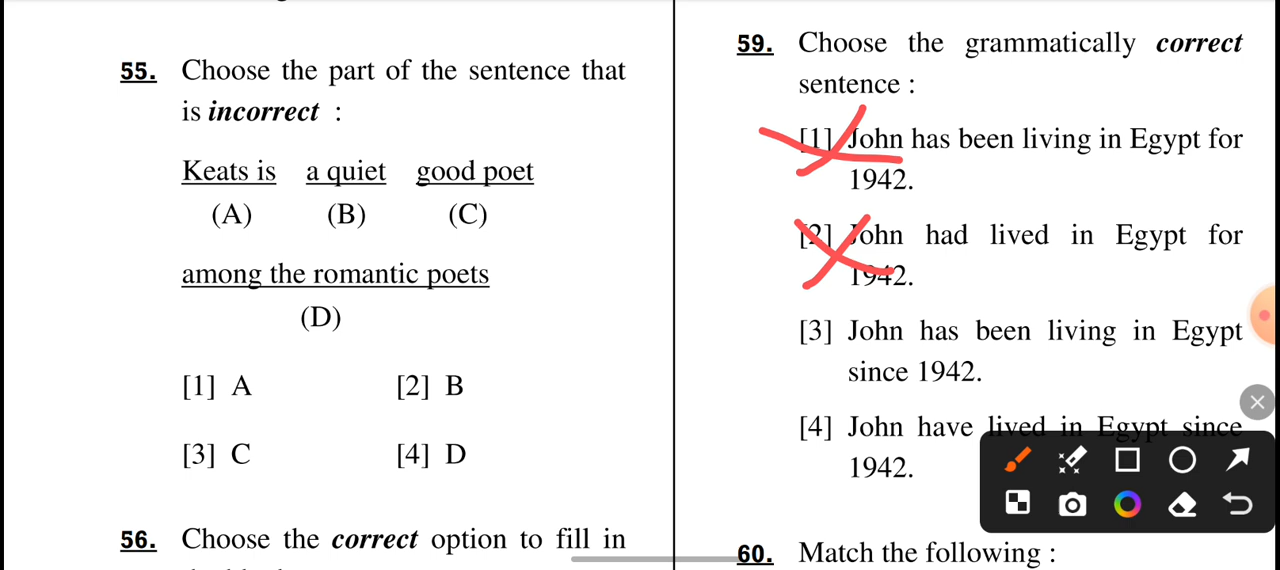 55. Choose the part of the sentence that
is incorrect :
Keats is a quiet good poet
(A) (B) (C)
among the romantic poets
(D)
[1] A [2] B
[3] C [4] D
56. Choose the correct option to fill in
59. Choose the grammatically correct
sentence :
[1] John has been living in Egypt for
1942.
[2] John had lived in Egypt for
1942.
[3] John has been living in Egypt
since 1942.
[4] John have lived in Egypt since
1942.
60. Match the following :